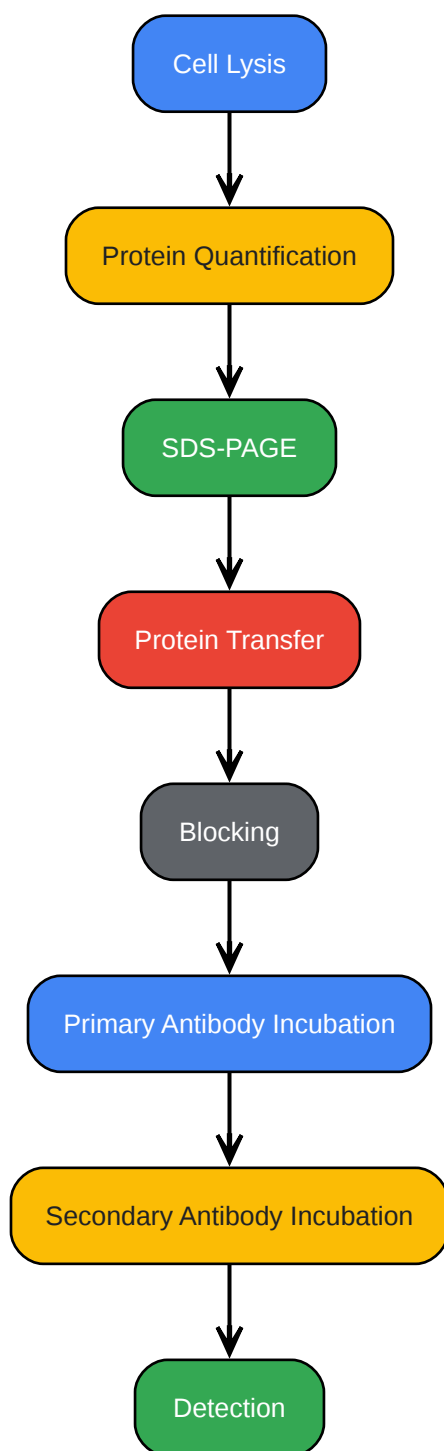 Cell Lysis
Protein Quantification
SDS-PAGE
Protein Transfer
Blocking
Primary Antibody Incubation
Secondary Antibody Incubation
Detection